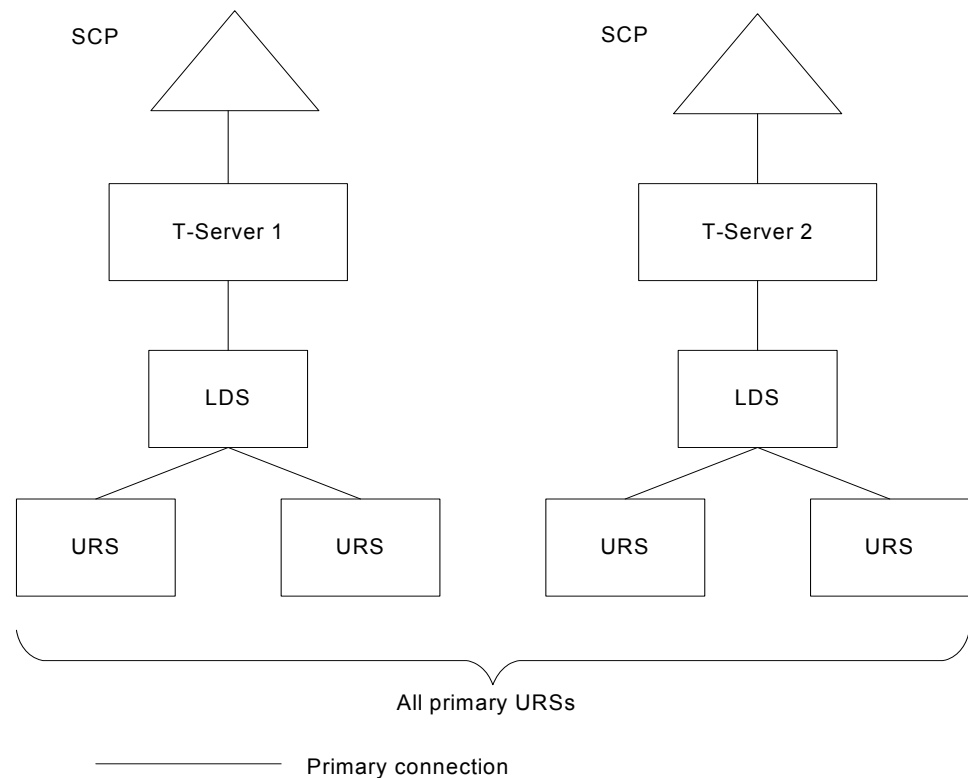 SCP
SCP
T-Server 1
T-Server 2
LDS
LDS
URS
URS
URS
URS
All primary URSs
Primary connection